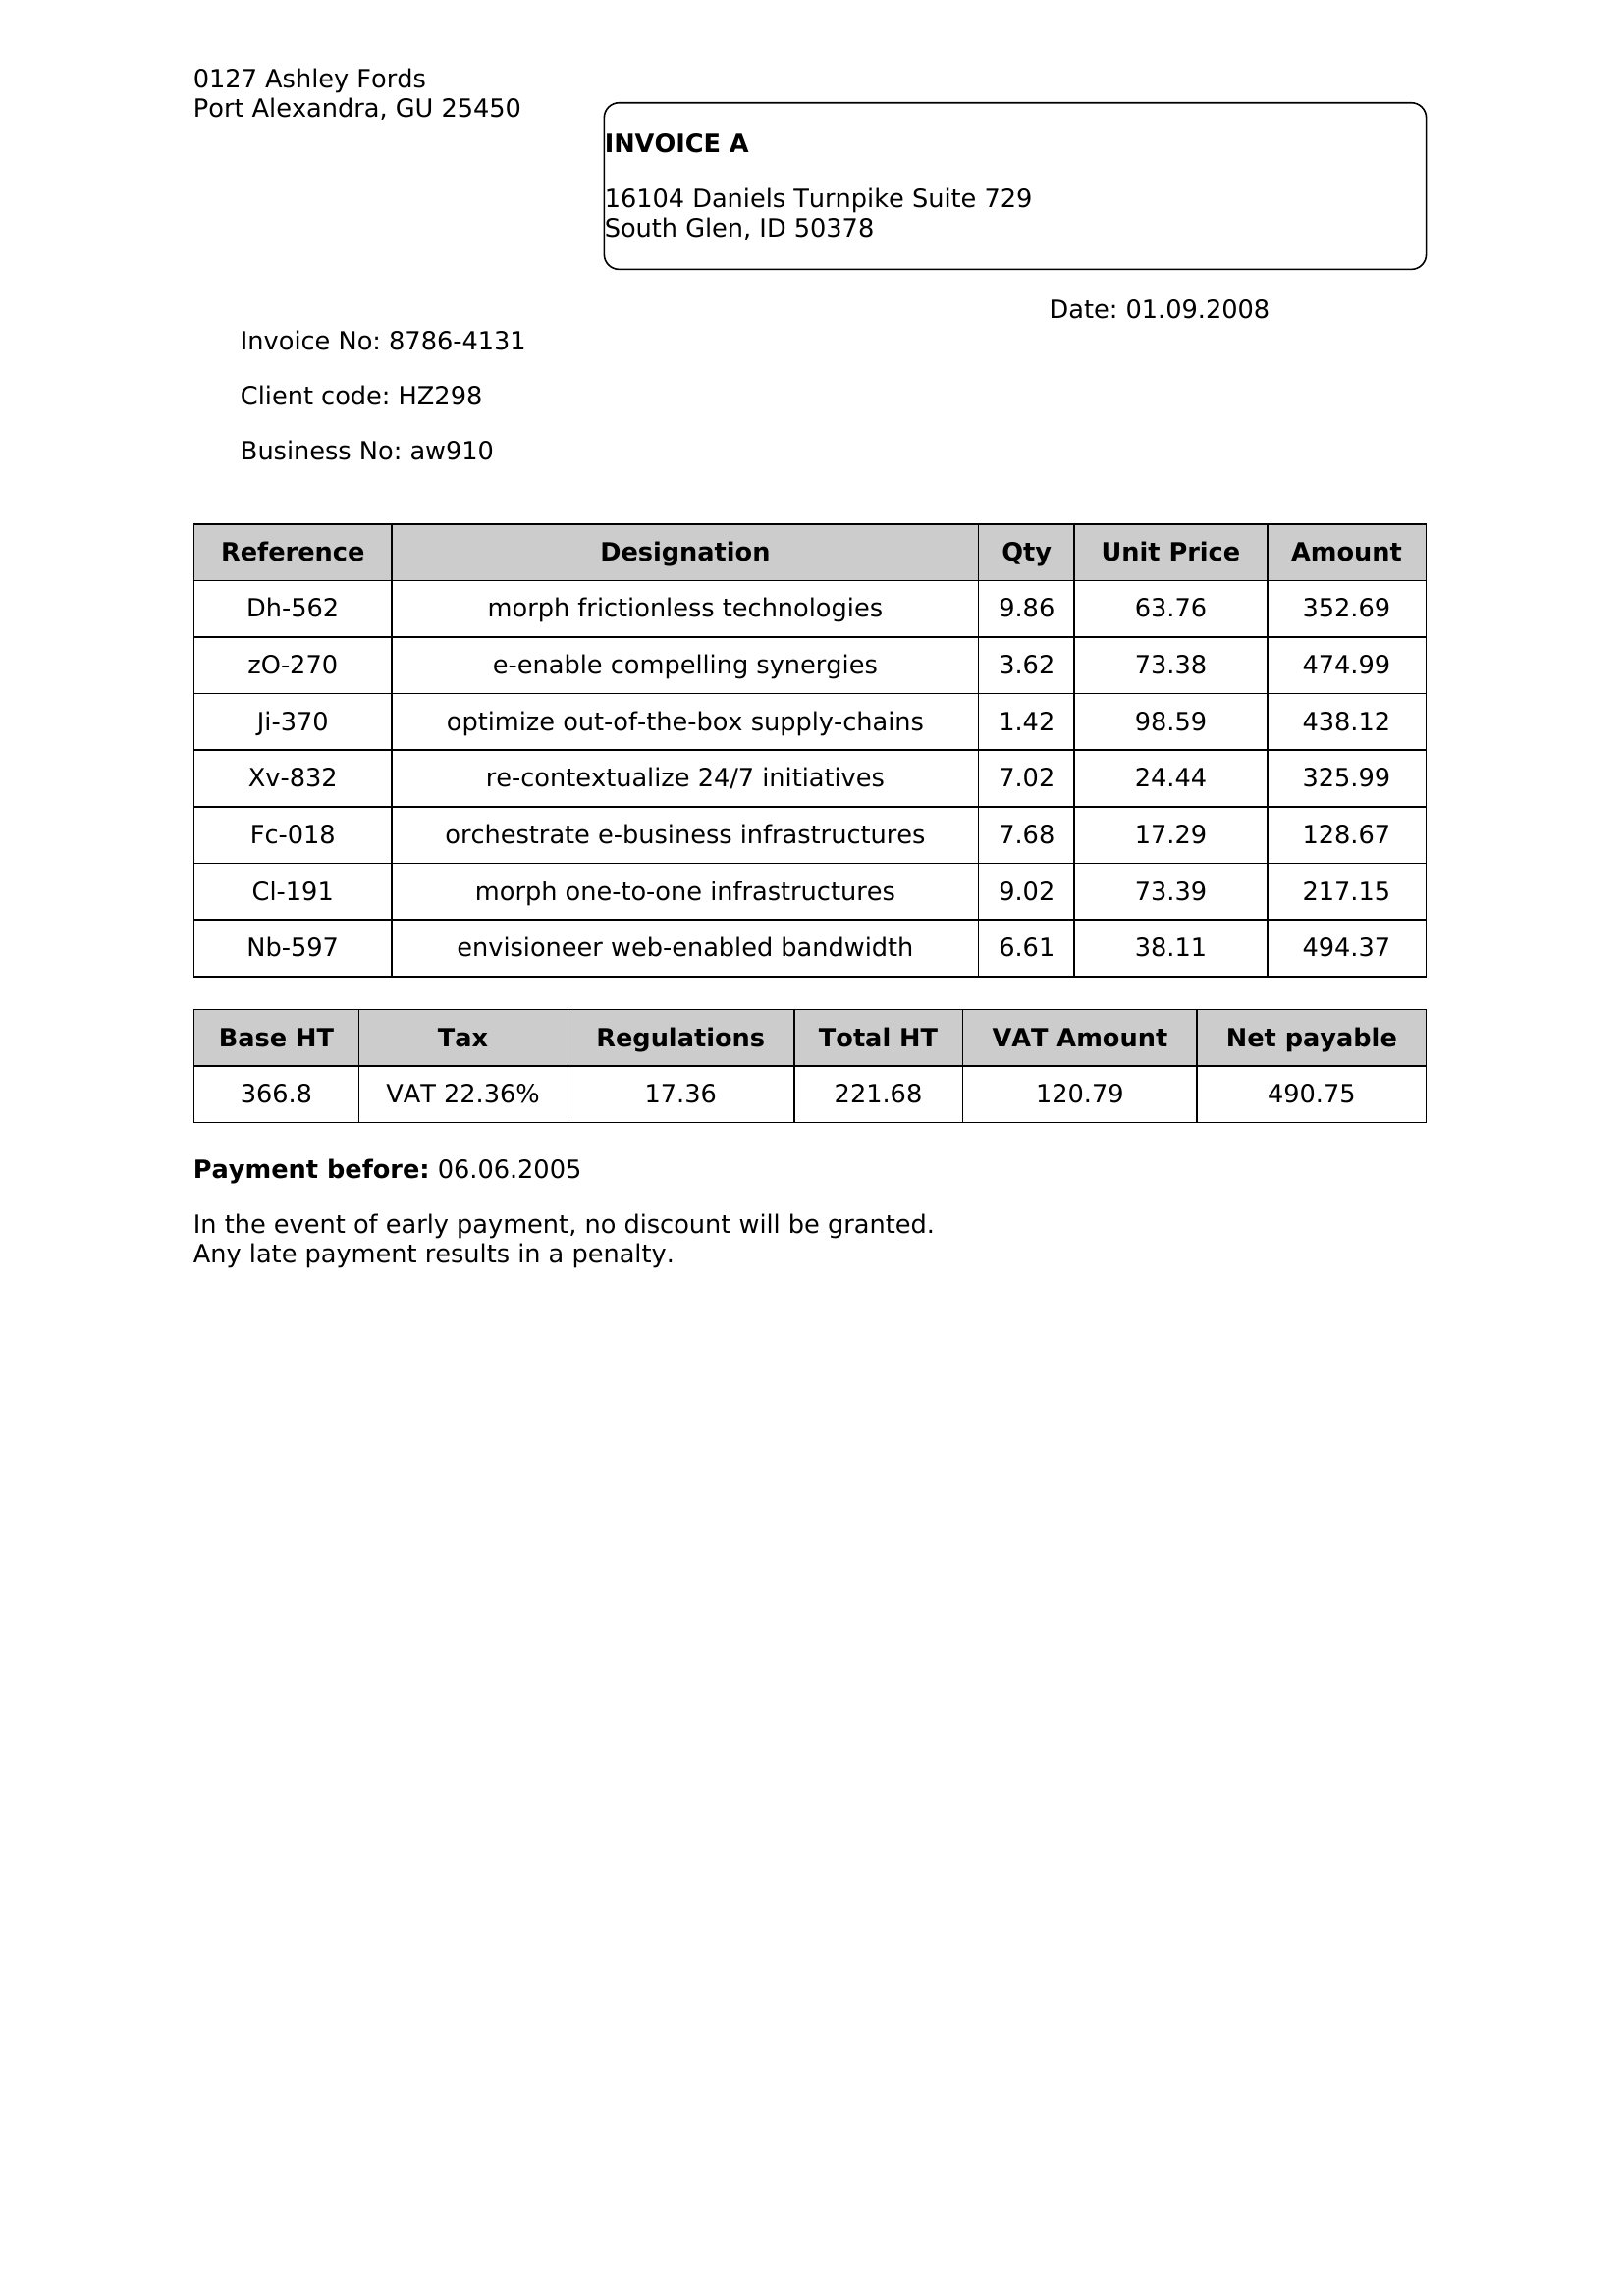 0127 Ashley Fords
Port Alexandra, GU 25450
INVOICE A
16104 Daniels Turnpike Suite 729
South Glen, ID 50378
Date: 01.09.2008
Invoice No: 8786-4131
Client code: HZ298
Business No: aw910
Reference Designation Qty Unit Price Amount
Dh-562 morph frictionless technologies 9.86 63.76 352.69
zO-270 e-enable compelling synergies 3.62 73.38 474.99
Ji-370 optimize out-of-the-box supply-chains 1.42 98.59 438.12
Xv-832 re-contextualize 24/7 initiatives 7.02 24.44 325.99
Fc-018 orchestrate e-business infrastructures 7.68 17.29 128.67
Cl-191 morph one-to-one infrastructures 9.02 73.39 217.15
Nb-597 envisioneer web-enabled bandwidth 6.61 38.11 494.37
Base HT Tax Regulations Total HT VAT Amount Net payable
366.8 VAT 22.36% 17.36 221.68 120.79 490.75
Payment before: 06.06.2005
In the event of early payment, no discount will be granted.
Any late payment results in a penalty.